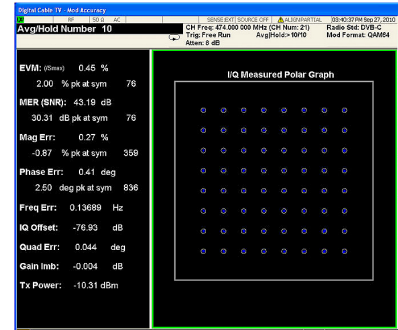 Digital Cable TV - Mod Accuracy
RF 50 Ω AC SENSE:EXT SOURCE OFF ALIGN PARTIAL 03:40:37 PM Sep 27, 2010
Avg/Hold Number 10
CH Freq: 474.000 000 MHz (CH Num: 21) Radio Std: DVB-C
Trig: Free Run Avg|Hold:>10/10 Mod Format: QAM64
Atten: 8 dB
I/Q Measured Polar Graph
EVM: (/Smax) 0.45 %
2.00 % pk at sym 76
MER (SNR): 43.19 dB
30.31 dB pk at sym 76
Mag Err: 0.27 %
-0.87 % pk at sym 359
Phase Err: 0.41 deg
2.50 deg pk at sym 836
Freq Err: 0.13689 Hz
IQ Offset: -76.93 dB
Quad Err: 0.044 deg
Gain Imb: -0.004 dB
Tx Power: -10.31 dBm